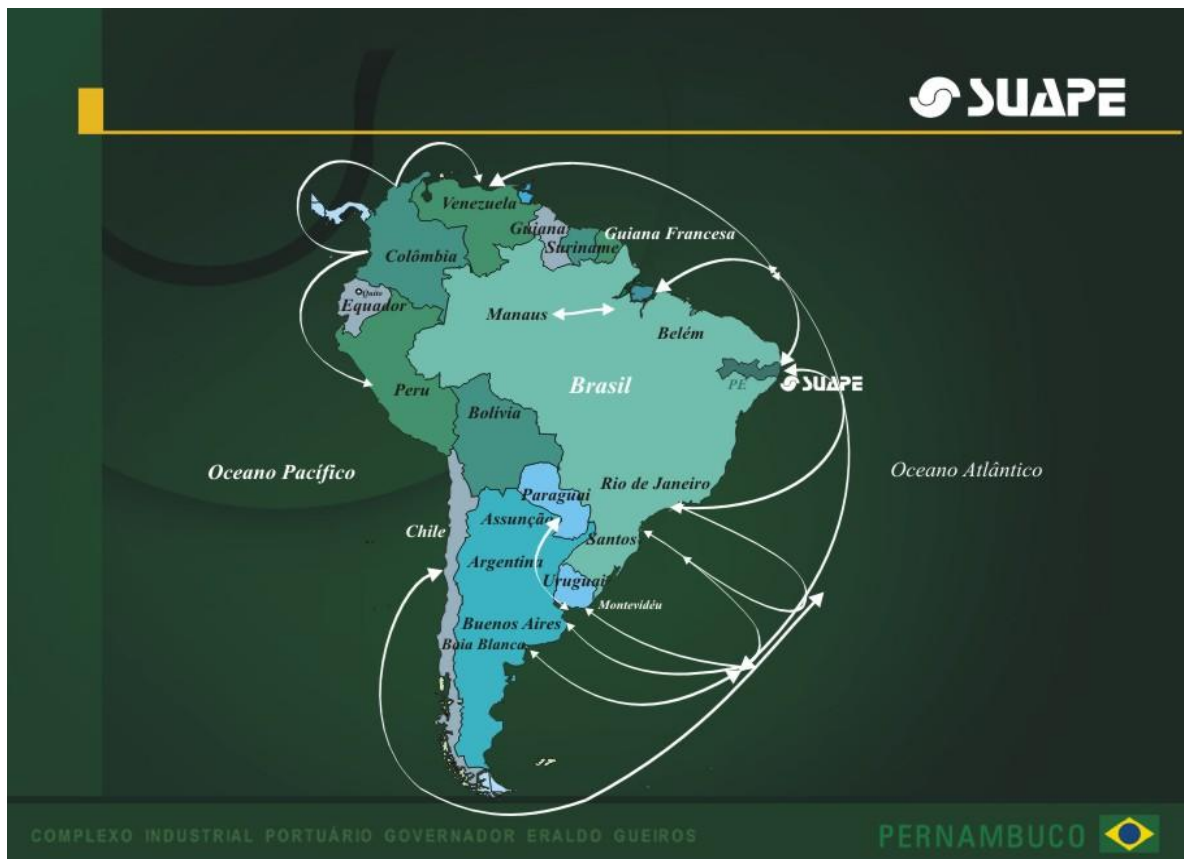 SUAPE
Venezuela
Guiana
Suriname
Guiana Francesa
Colômbia
Quito
Equador
Manaus
Belém
Peru
Brasil
PE
SUAPE
Bolívia
Oceano Pacífico
Oceano Atlântico
Rio de Janeiro
Paraguai
Assunção
Chile
Santos
Argentina
Uruguai
Montevidéu
Buenos Aires
Baia Blanca
COMPLEXO INDUSTRIAL PORTUÁRIO GOVERNADOR ERALDO GUEIROS
PERNAMBUCO